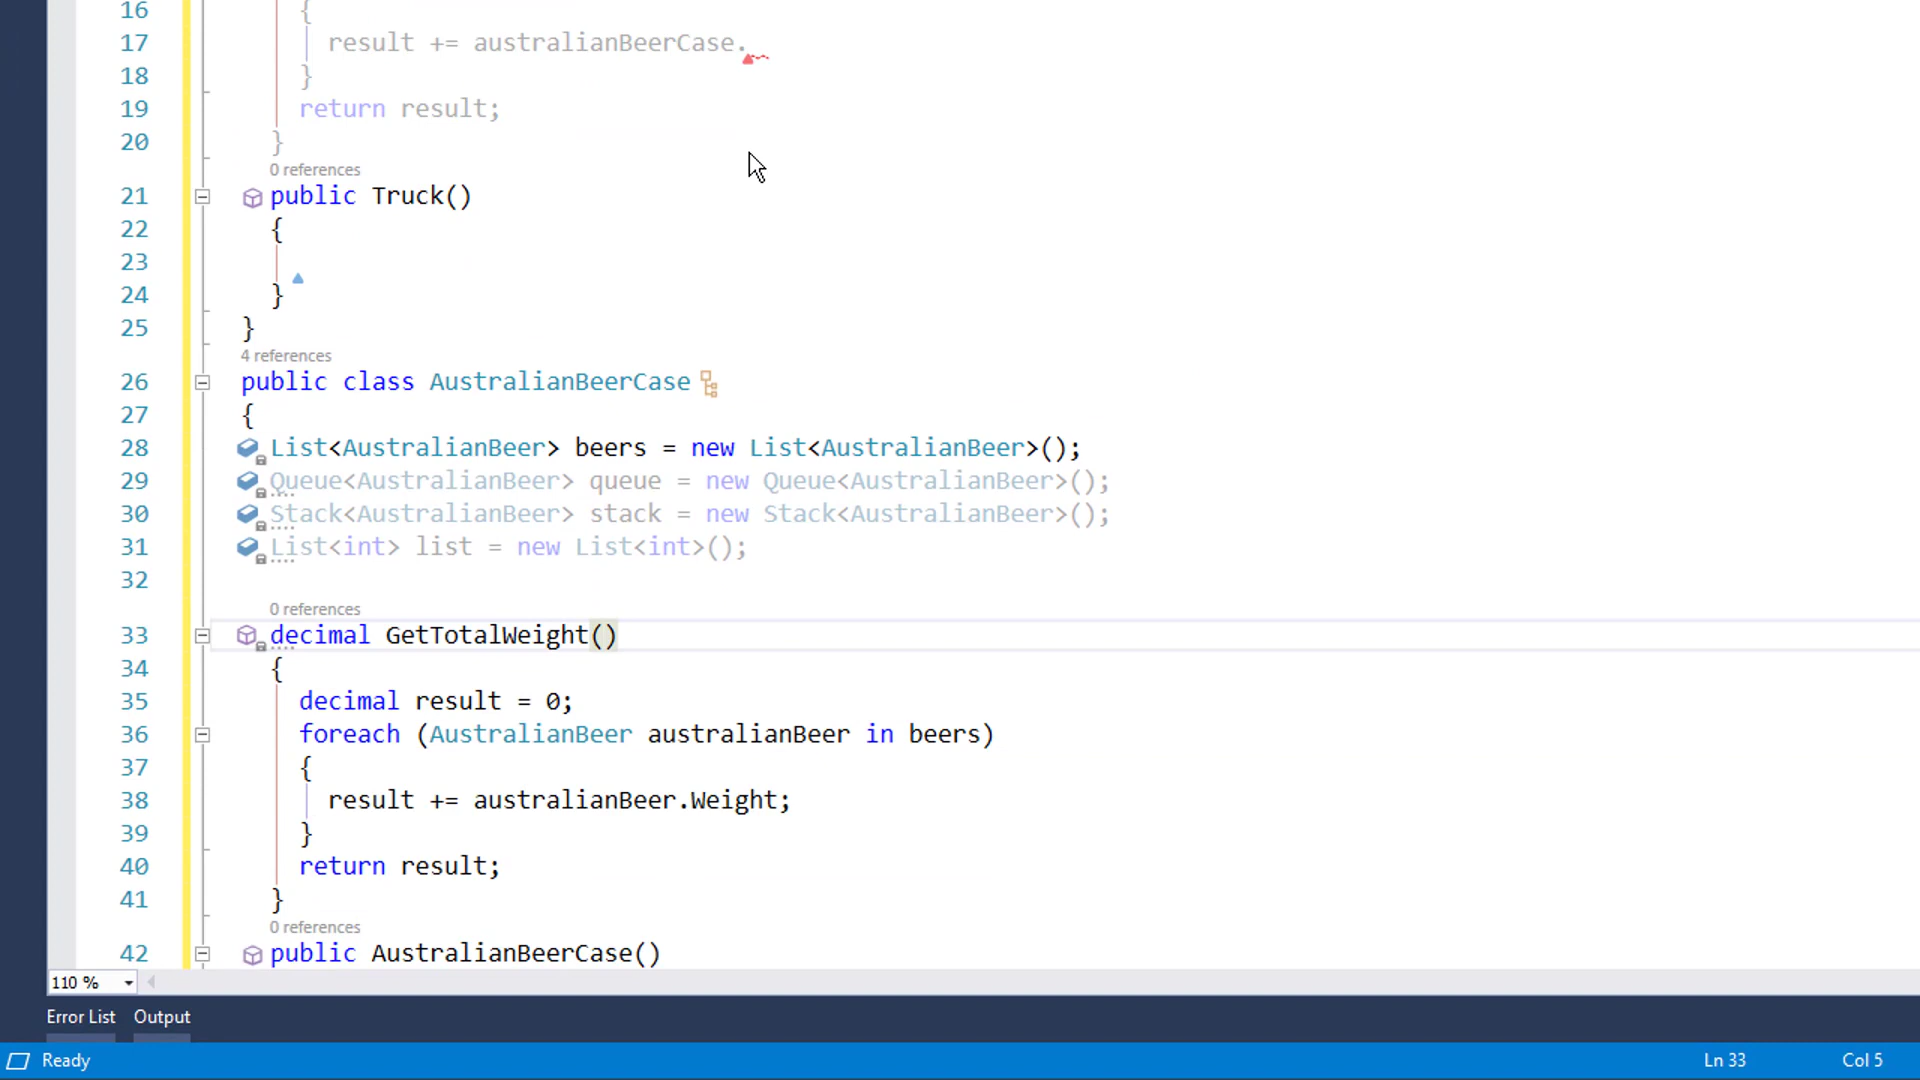 16 {
17 result += australianBeerCase.
18 }
19 return result;
20 }
0 references
21 public Truck()
22 {
23
24 }
25 }
4 references
26 public class AustralianBeerCase
27 {
28 List<AustralianBeer> beers = new List<AustralianBeer>();
29 Queue<AustralianBeer> queue = new Queue<AustralianBeer>();
30 Stack<AustralianBeer> stack = new Stack<AustralianBeer>();
31 List<int> list = new List<int>();
32
0 references
33 decimal GetTotalWeight()
34 {
35 decimal result = 0;
36 foreach (AustralianBeer australianBeer in beers)
37 {
38 result += australianBeer.Weight;
39 }
40 return result;
41 }
0 references
42 public AustralianBeerCase()
110 %
Error List Output
Ready Ln 33 Col 5